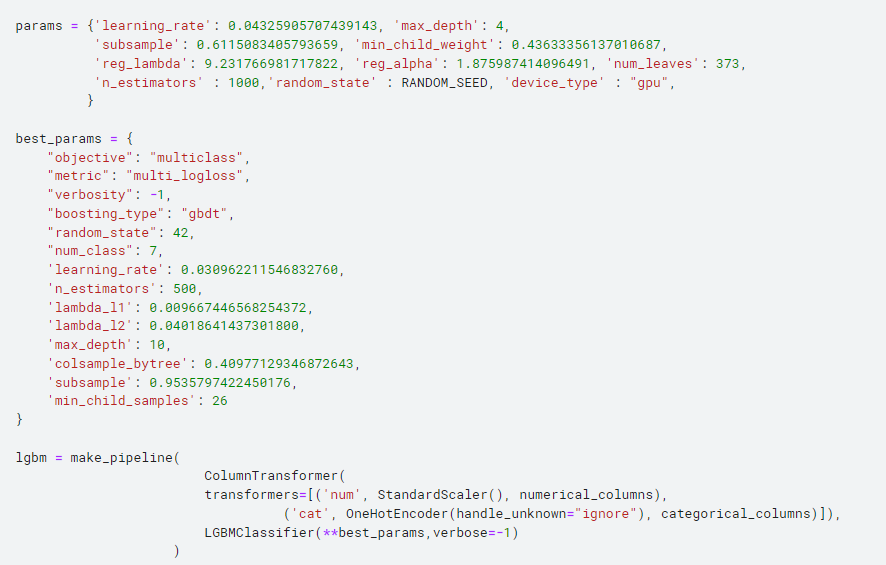 params = {'learning_rate': 0.04325905707439143, 'max_depth': 4,
'subsample': 0.6115083405793659, 'min_child_weight': 0.43633356137010687,
'reg_lambda': 9.231766981717822, 'reg_alpha': 1.875987414096491, 'num_leaves': 373,
'n_estimators' : 1000,'random_state' : RANDOM_SEED, 'device_type' : "gpu",
}
best_params = {
"objective": "multiclass",
"metric": "multi_logloss",
"verbosity": -1,
"boosting_type": "gbdt",
"random_state": 42,
"num_class": 7,
'learning_rate': 0.030962211546832760,
'n_estimators': 500,
'lambda_l1': 0.009667446568254372,
'lambda_l2': 0.04018641437301800,
'max_depth': 10,
'colsample_bytree': 0.40977129346872643,
'subsample': 0.9535797422450176,
'min_child_samples': 26
}
lgbm = make_pipeline(
ColumnTransformer(
transformers=[('num', StandardScaler(), numerical_columns),
('cat', OneHotEncoder(handle_unknown="ignore"), categorical_columns)]),
LGBMClassifier(**best_params,verbose=-1)
)